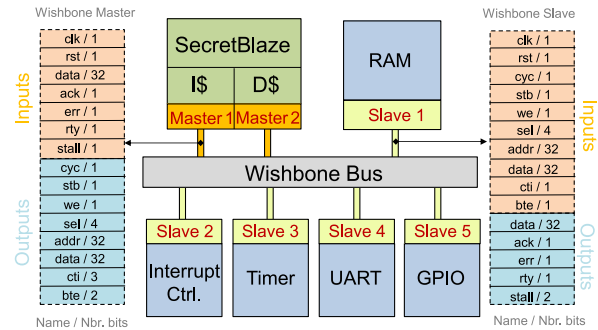 Wishbone Master
clk / 1
rst / 1
data / 32
ack / 1
err / 1
rty / 1
stall / 1
Inputs
cyc / 1
stb / 1
we / 1
sel / 4
addr / 32
data / 32
cti / 3
bte / 2
Outputs
Name / Nbr. bits
SecretBlaze
I$ D$
Master 1 Master 2
RAM
Slave 1
Wishbone Bus
Slave 2
Interrupt
Ctrl.
Slave 3
Timer
Slave 4
UART
Slave 5
GPIO
Wishbone Slave
clk / 1
rst / 1
cyc / 1
stb / 1
we / 1
sel / 4
addr / 32
data / 32
cti / 1
bte / 1
Inputs
data / 32
ack / 1
err / 1
rty / 1
stall / 2
Outputs
Name / Nbr. bits